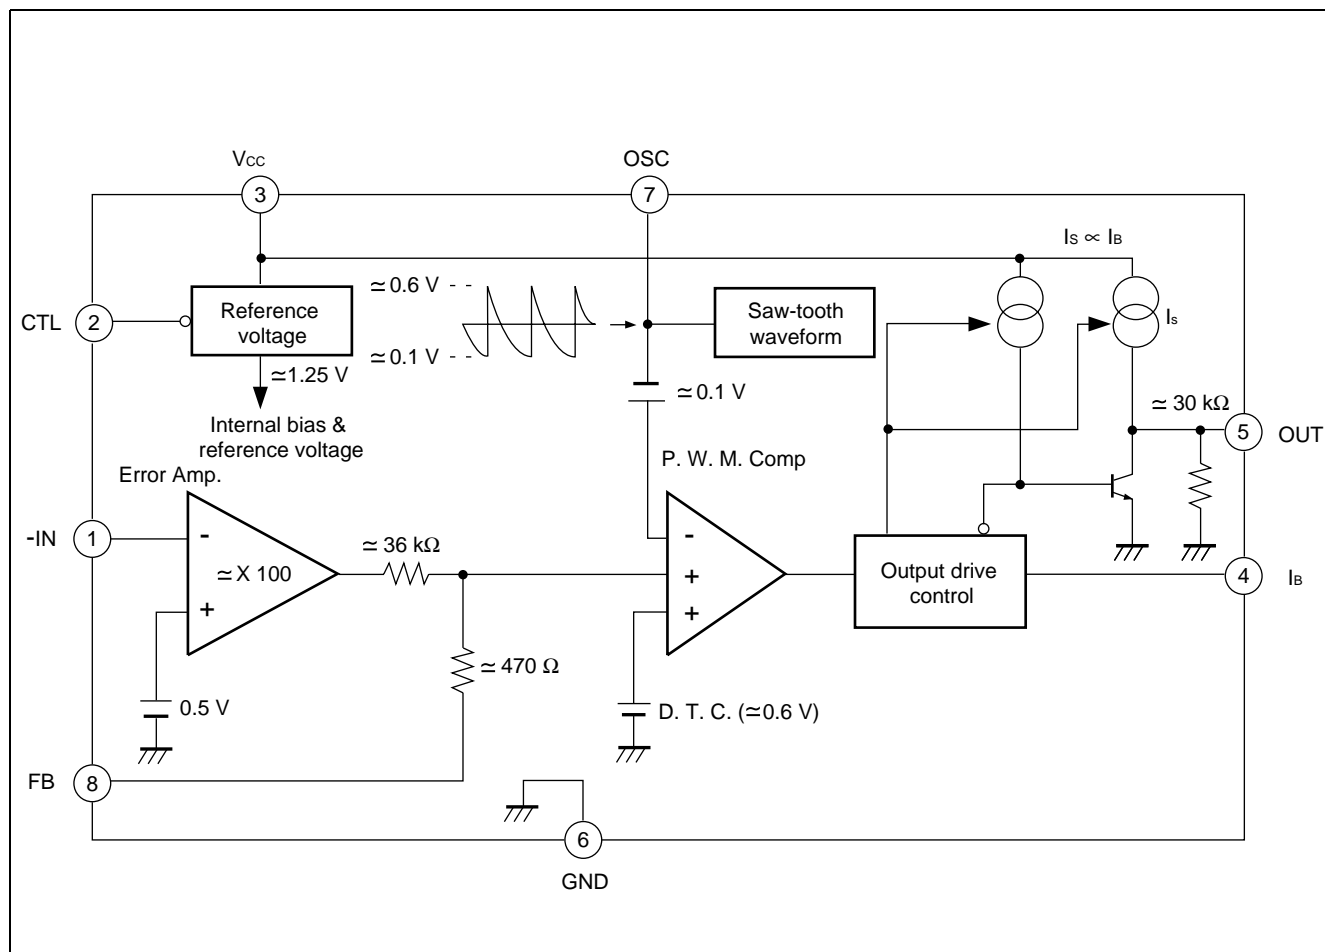 VCC
3
OSC
7
IS ∝ IB
CTL
2
Reference
voltage
≃ 0.6 V
≃ 0.1 V
Saw-tooth
waveform
Is
≃1.25 V
Internal bias &
reference voltage
≃ 0.1 V
≃ 30 kΩ
5
OUT
Error Amp.
P. W. M. Comp
-IN
1
-
≃ X 100
+
≃ 36 kΩ
-
+
+
Output drive
control
4
IB
≃ 470 Ω
0.5 V
D. T. C. (≃0.6 V)
FB
8
6
GND